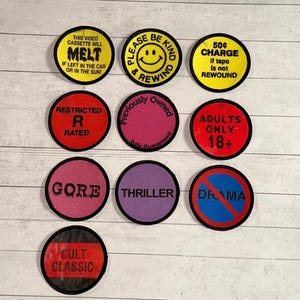 THIS VIDEO
CASSETTE WILL
MELT
IF LEFT IN THE CAR
OR IN THE SUN!
PLEASE BE KIND
& REWIND
50¢
CHARGE
if tape
is not
REWOUND
RESTRICTED
R
RATED
Previously Owned
ADULTS
ONLY
18+
GORE
THRILLER
DRAMA
CULT
CLASSIC